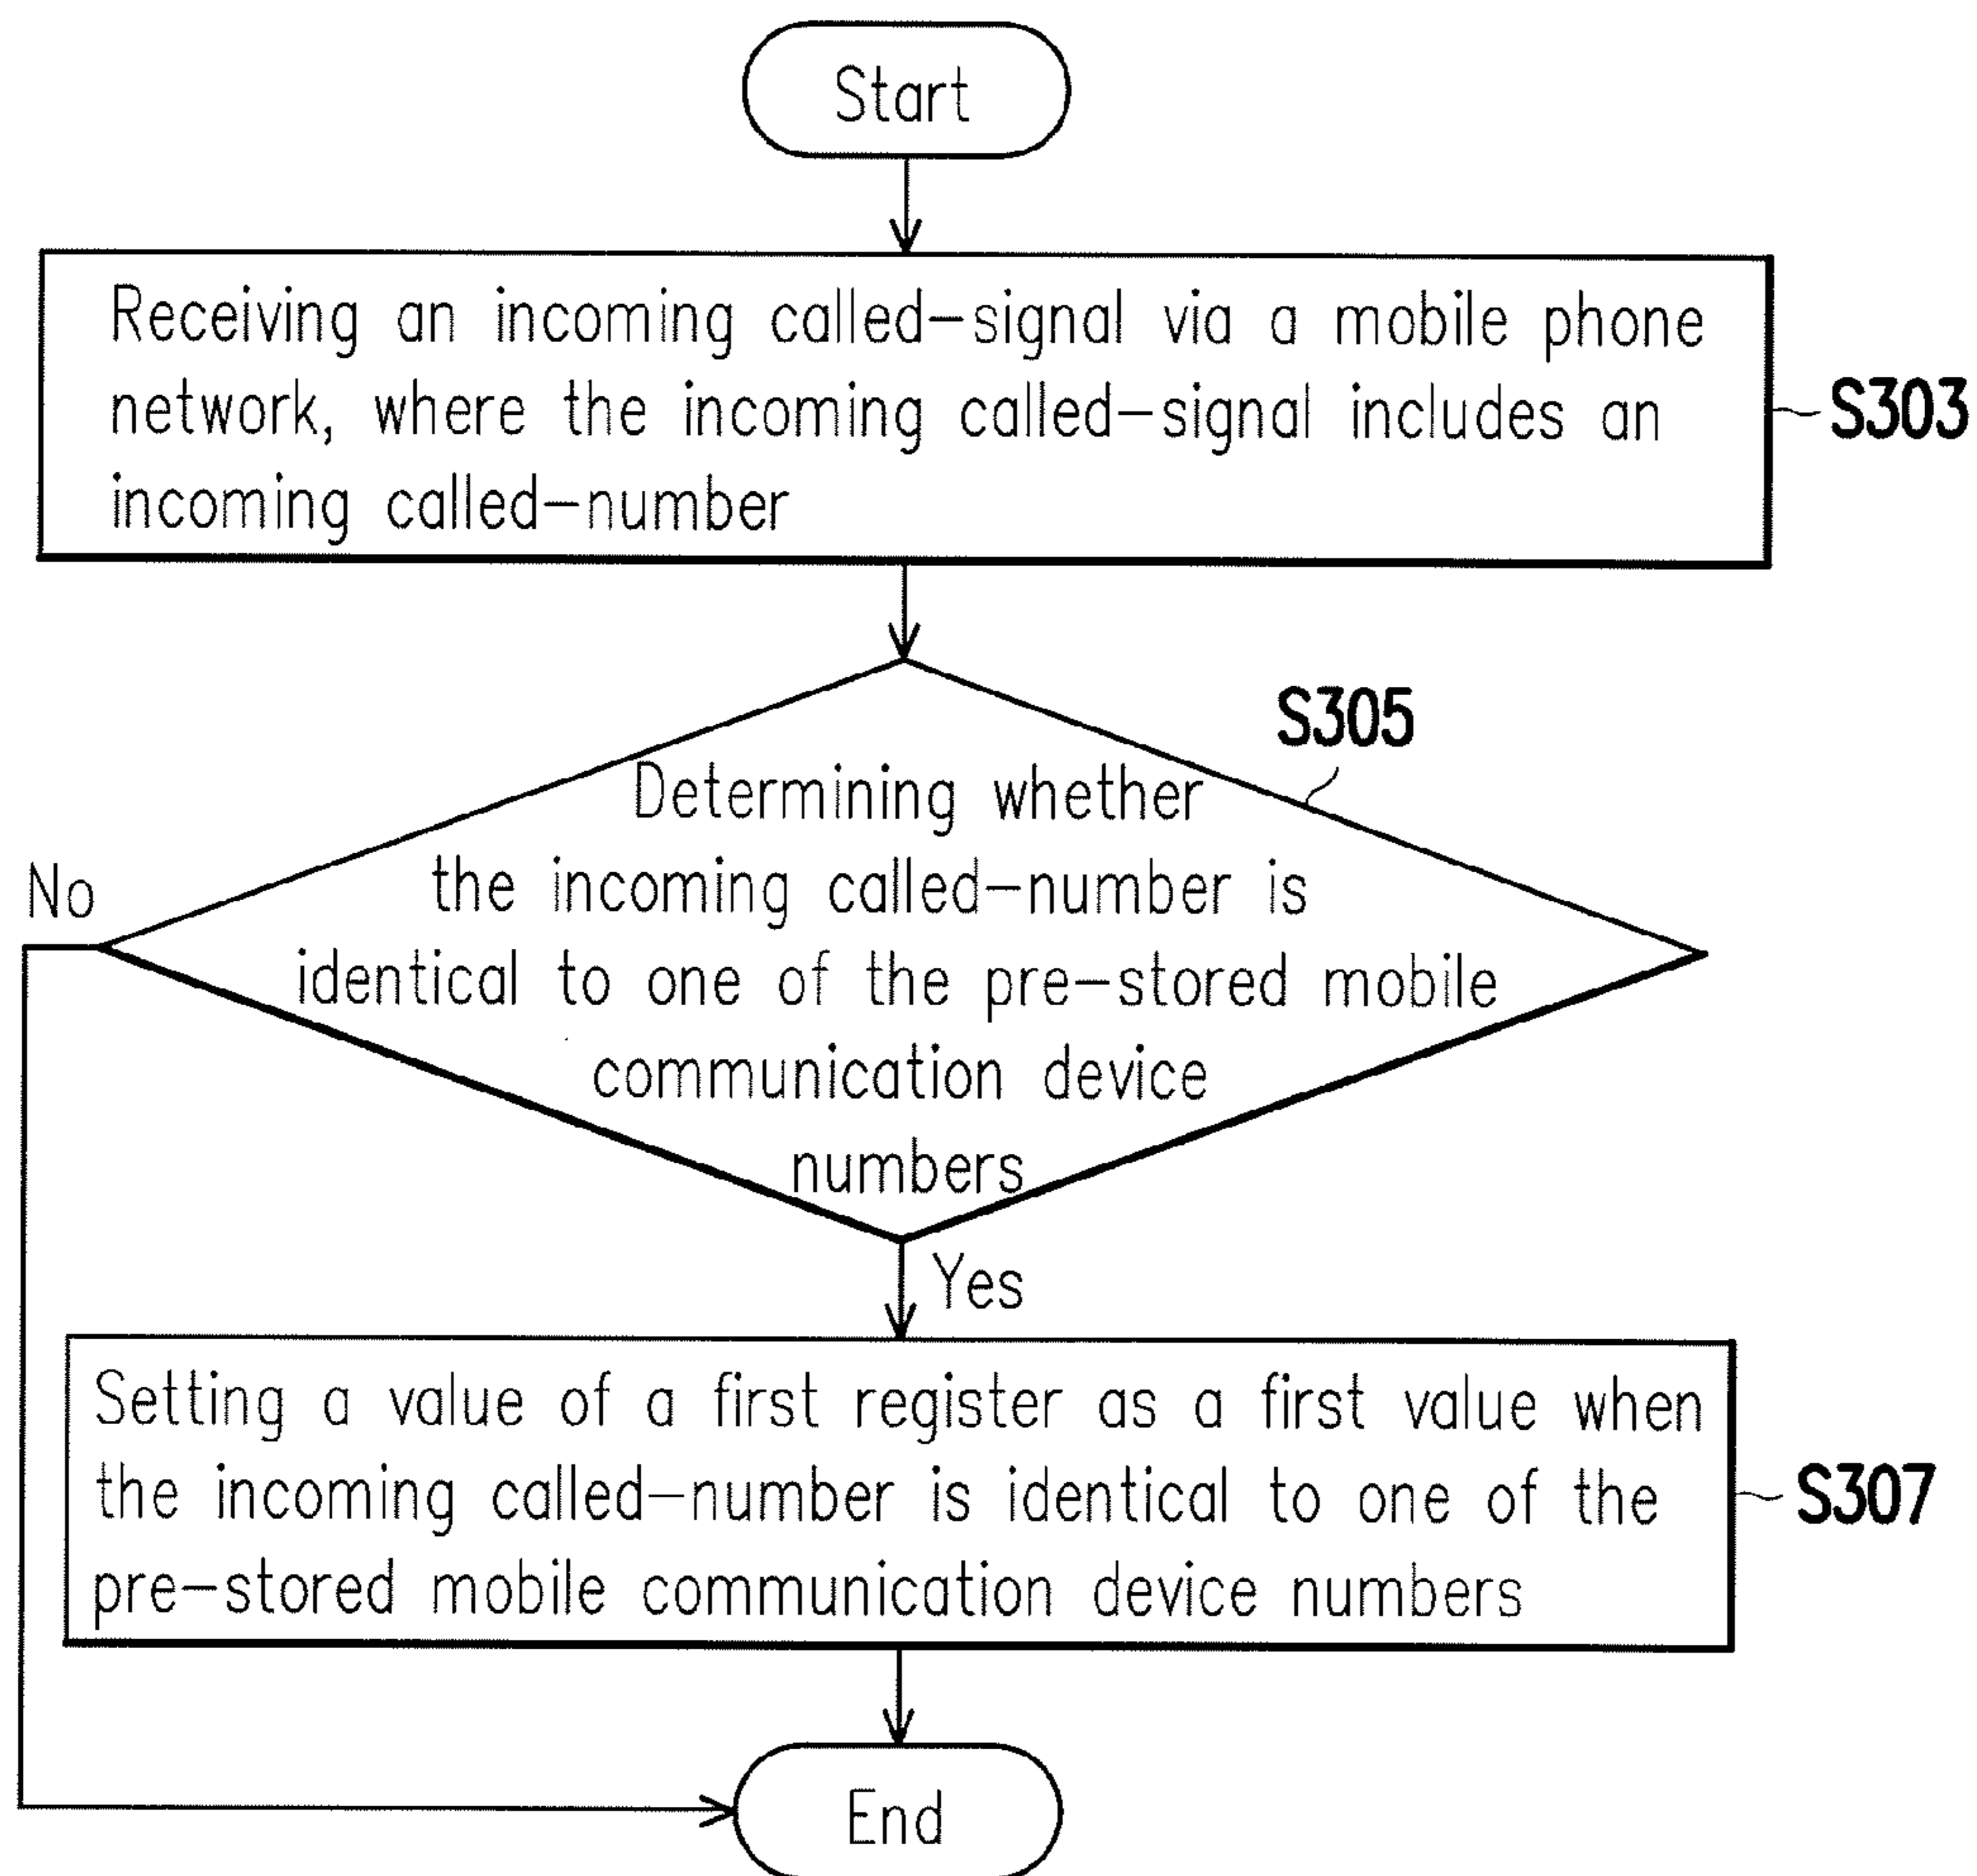 Start
Receiving an incoming called-signal via a mobile phone
network, where the incoming called-signal includes an
incoming called-number
S303
S305
Determining whether
the incoming called-number is
identical to one of the pre-stored mobile
communication device
numbers
No
Yes
Setting a value of a first register as a first value when
the incoming called-number is identical to one of the
pre-stored mobile communication device numbers
S307
End